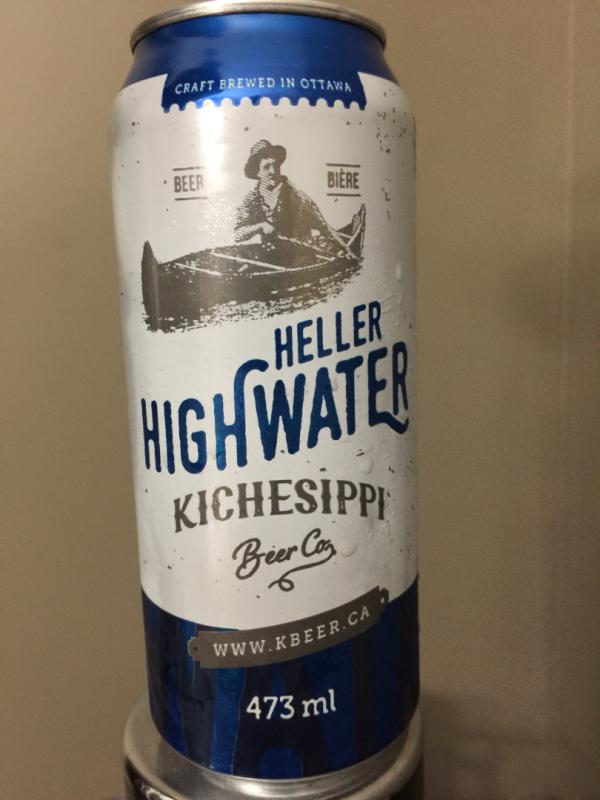 CRAFT BREWED IN OTTAWA
BEER BIÈRE
HELLER
HIGHWATER
KICHESIPPI
Beer Co.
WWW.KBEER.CA
473 ml